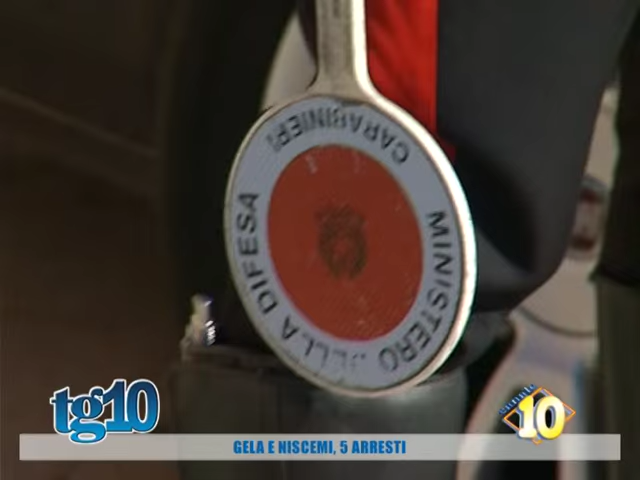 CARABINIERI
MINISTERO DELLA DIFESA
tg10
10
GELA E NISCEMI, 5 ARRESTI